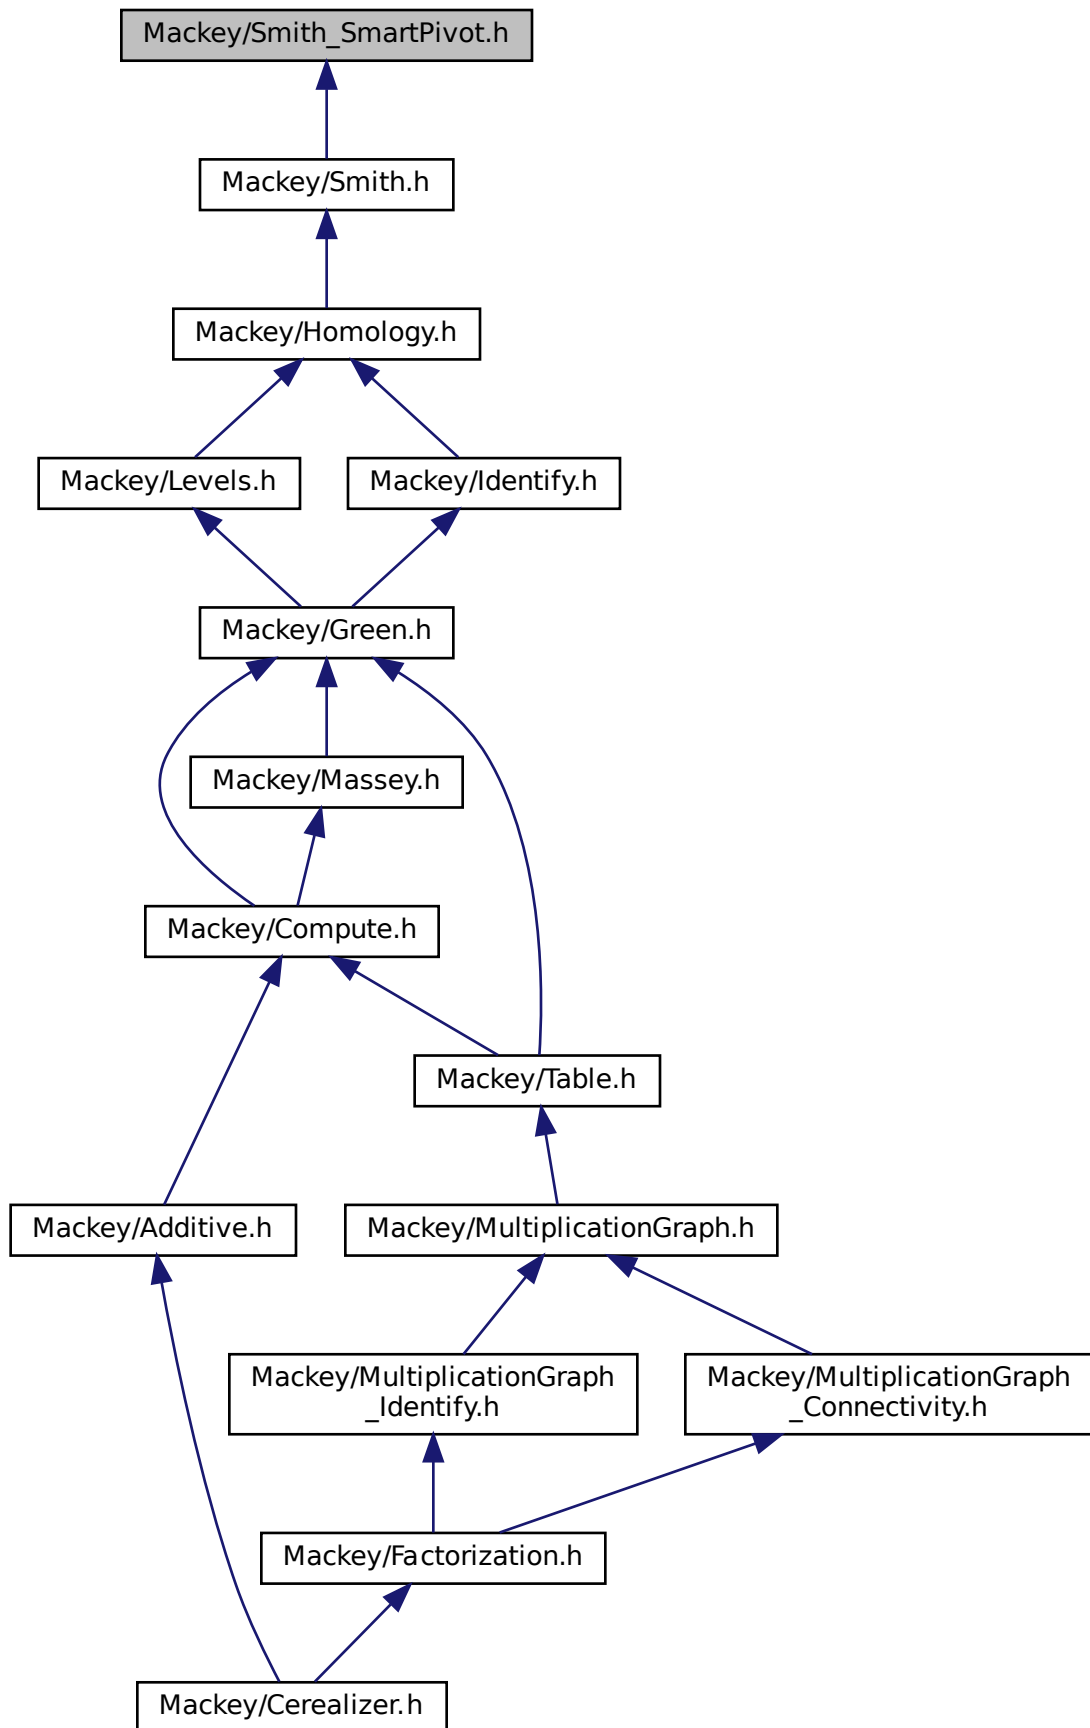 Mackey/Smith_SmartPivot.h
Mackey/Smith.h
Mackey/Homology.h
Mackey/Levels.h
Mackey/Identify.h
Mackey/Green.h
Mackey/Massey.h
Mackey/Compute.h
Mackey/Table.h
Mackey/Additive.h
Mackey/MultiplicationGraph.h
Mackey/MultiplicationGraph
_Identify.h
Mackey/MultiplicationGraph
_Connectivity.h
Mackey/Factorization.h
Mackey/Cerealizer.h